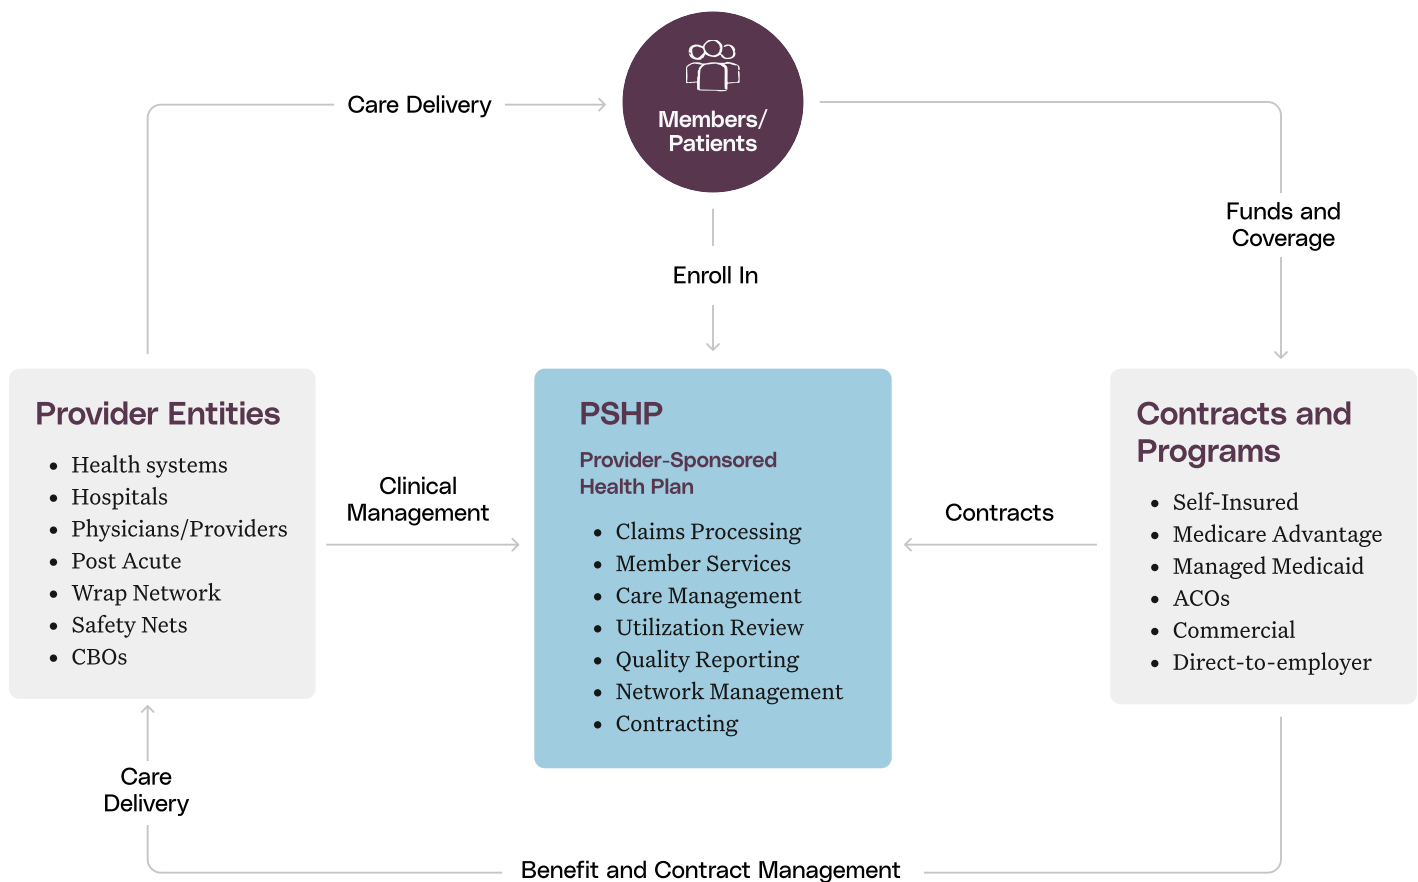 Members/
Patients
Care Delivery
Funds and
Coverage
Enroll In
Provider Entities
• Health systems
• Hospitals
• Physicians/Providers
• Post Acute
• Wrap Network
• Safety Nets
• CBOs
Clinical
Management
PSHP
Provider-Sponsored
Health Plan
• Claims Processing
• Member Services
• Care Management
• Utilization Review
• Quality Reporting
• Network Management
• Contracting
Contracts
Contracts and
Programs
• Self-Insured
• Medicare Advantage
• Managed Medicaid
• ACOs
• Commercial
• Direct-to-employer
Care
Delivery
Benefit and Contract Management